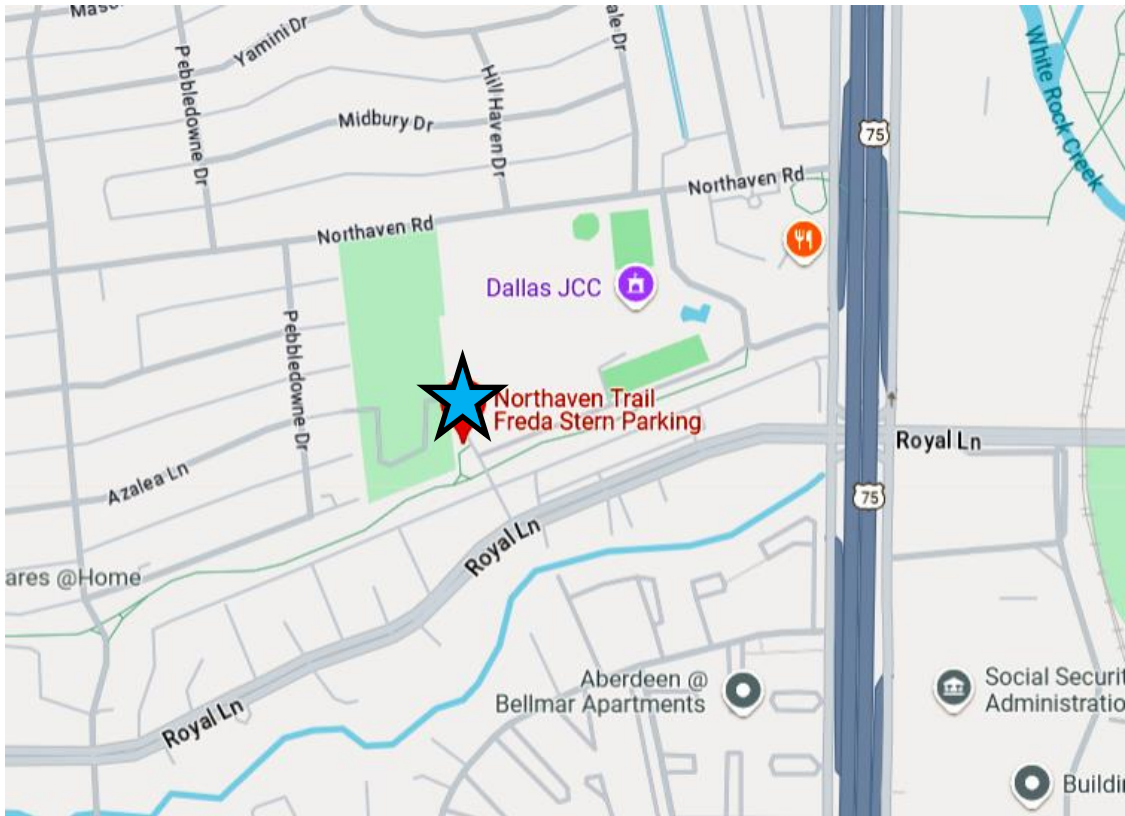 Yamini Dr
Pebbledowne Dr
Midbury Dr
Hill Haven Dr
75
White Rock Creek
Northaven Rd
Northaven Rd
Dallas JCC
Pebbledowne Dr
Northaven Trail
Freda Stern Parking
Royal Ln
Azalea Ln
75
Royal Ln
ares @Home
Aberdeen @
Bellmar Apartments
Social Securit
Administratio
Royal Ln
Buildin